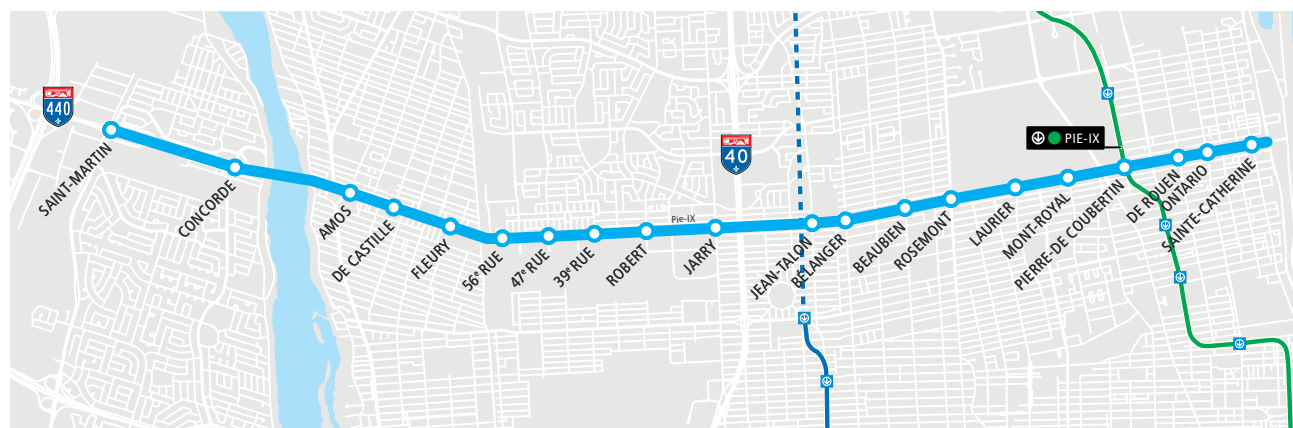 440
SAINT-MARTIN
CONCORDE
AMOS
DE CASTILLE
FLEURY
56e RUE
47e RUE
39e RUE
ROBERT
Pie-IX
JARRY
40
JEAN-TALON
BÉLANGER
BEAUBIEN
ROSEMONT
LAURIER
MONT-ROYAL
PIERRE-DE COUBERTIN
PIE-IX
DE ROUEN
ONTARIO
SAINTE-CATHERINE